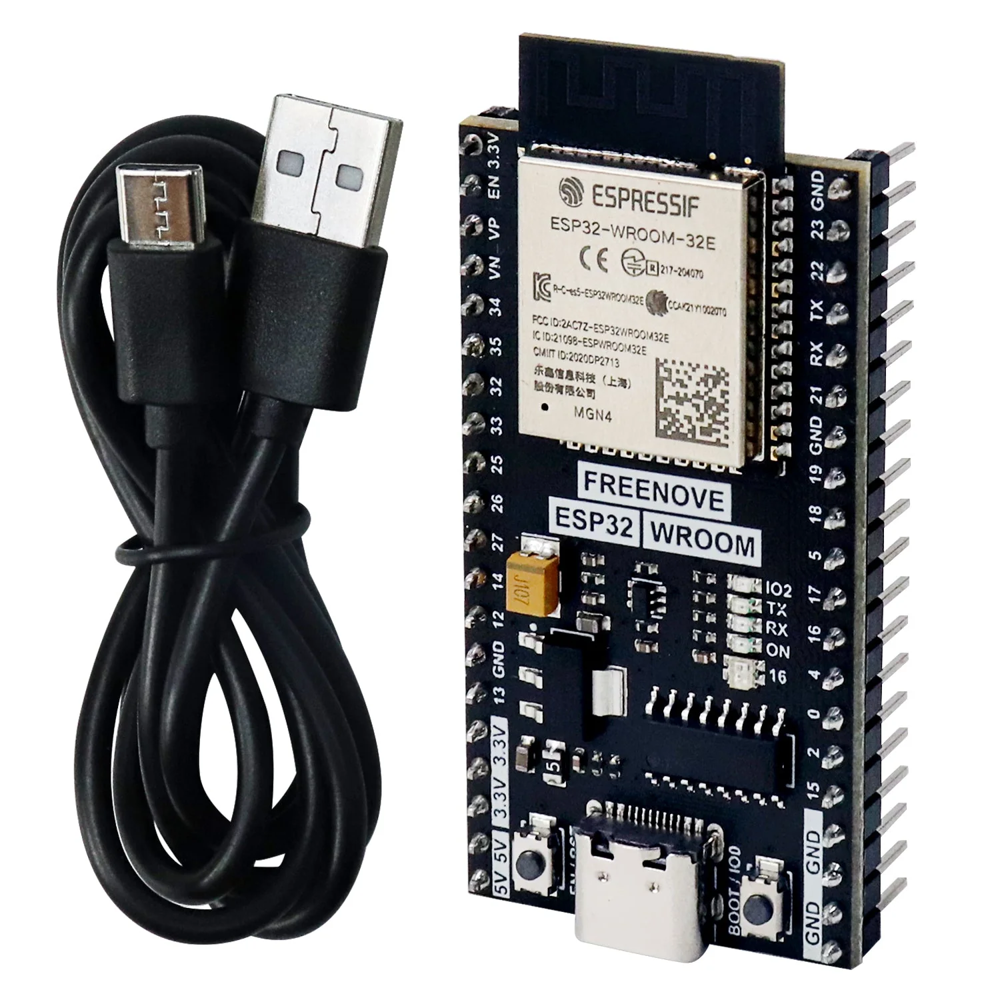 ESPRESSIF
ESP32-WROOM-32E
CE R 217-204070
R-C-es5-ESP32WROOM32E CCAK21Y10020T0
FCC ID:2AC7Z-ESP32WROOM32E
IC ID:21098-ESPWROOM32E
CMIIT ID:2020DP2713
乐鑫信息科技（上海）
股份有限公司
MGN4
FREENOVE
ESP32 WROOM
J107
IO2
TX
RX
ON
16
3.3V
EN
VP
VN
34
35
32
33
25
26
27
14
12
GND
13
3.3V
3.3V
5V
5V
GND
23
22
TX
RX
21
GND
19
18
5
17
16
4
0
2
15
GND
GND
BOOT / IO0